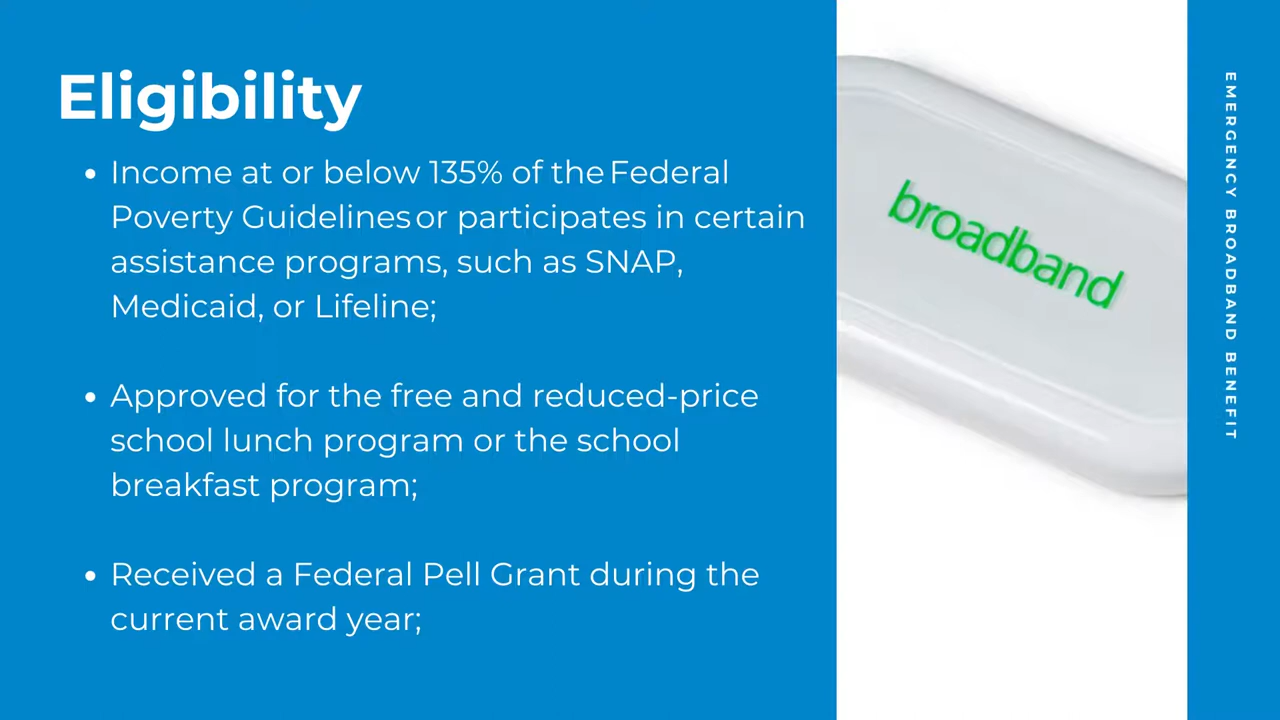 Eligibility
• Income at or below 135% of the Federal
Poverty Guidelines or participates in certain
assistance programs, such as SNAP,
Medicaid, or Lifeline;
• Approved for the free and reduced-price
school lunch program or the school
breakfast program;
• Received a Federal Pell Grant during the
current award year;
broadband
EMERGENCY BROADBAND BENEFIT